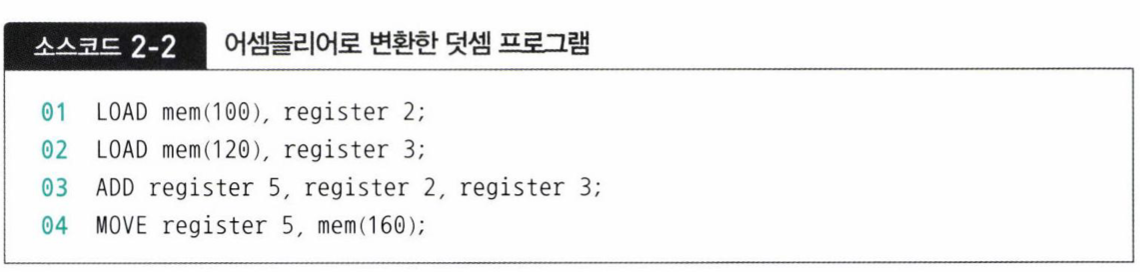 소스코드 2-2 어셈블리어로 변환한 덧셈 프로그램
01 LOAD mem(100), register 2;
02 LOAD mem(120), register 3;
03 ADD register 5, register 2, register 3;
04 MOVE register 5, mem(160);